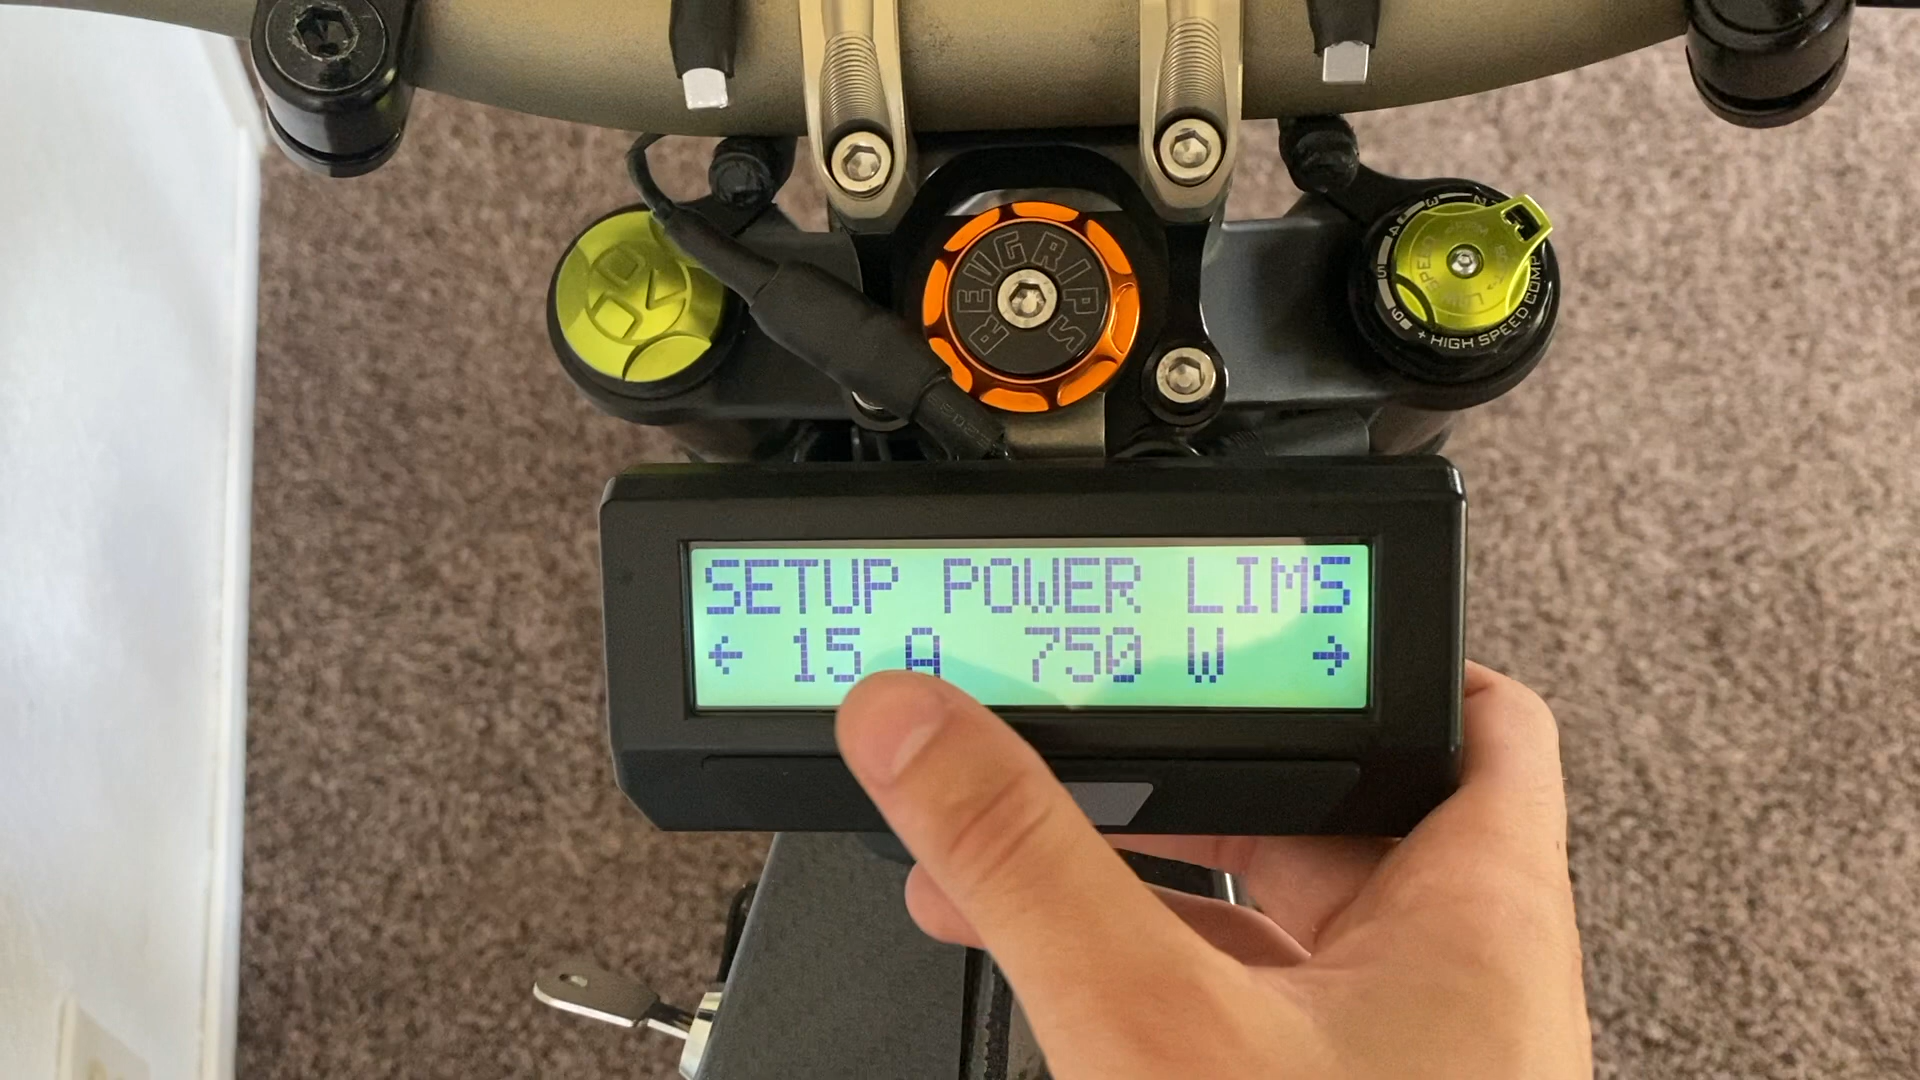 REVGRIPS
+ HIGH SPEED COMP
SETUP POWER LIMS
← 15 A 750 W →